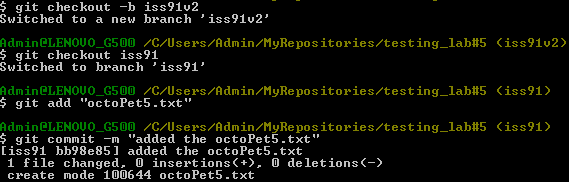 $ git checkout -b iss91v2
Switched to a new branch 'iss91v2'
Admin@LENOVO_G500 /C/Users/Admin/MyRepositories/testing_lab#5 (iss91v2)
$ git checkout iss91
Switched to branch 'iss91'
Admin@LENOVO_G500 /C/Users/Admin/MyRepositories/testing_lab#5 (iss91)
$ git add "octoPet5.txt"
Admin@LENOVO_G500 /C/Users/Admin/MyRepositories/testing_lab#5 (iss91)
$ git commit -m "added the octoPet5.txt"
[iss91 bb98e85] added the octoPet5.txt
1 file changed, 0 insertions(+), 0 deletions(-)
create mode 100644 octoPet5.txt